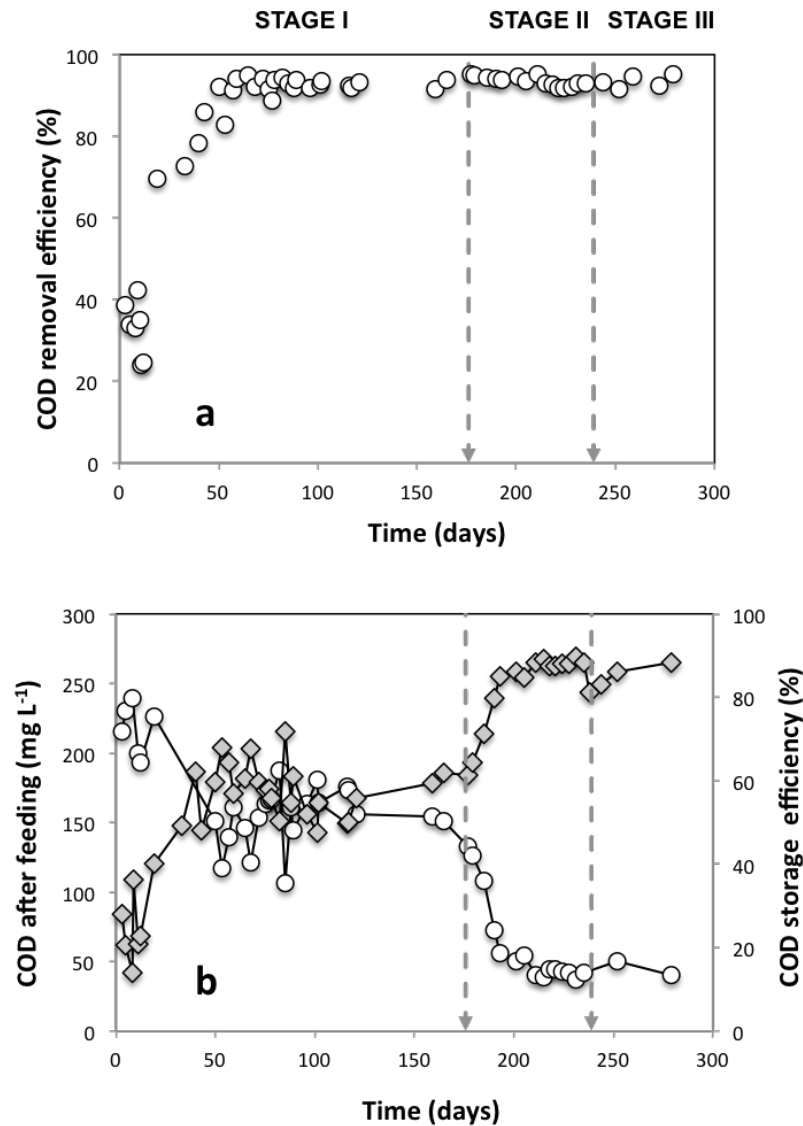 STAGE I STAGE II STAGE III
COD removal efficiency (%)
100
80
60
40
20
0
a
0 50 100 150 200 250 300
Time (days)
COD after feeding (mg L-1)
300
250
200
150
100
50
0
b
100
80
60
40
20
0
COD storage efficiency (%)
0 50 100 150 200 250 300
Time (days)